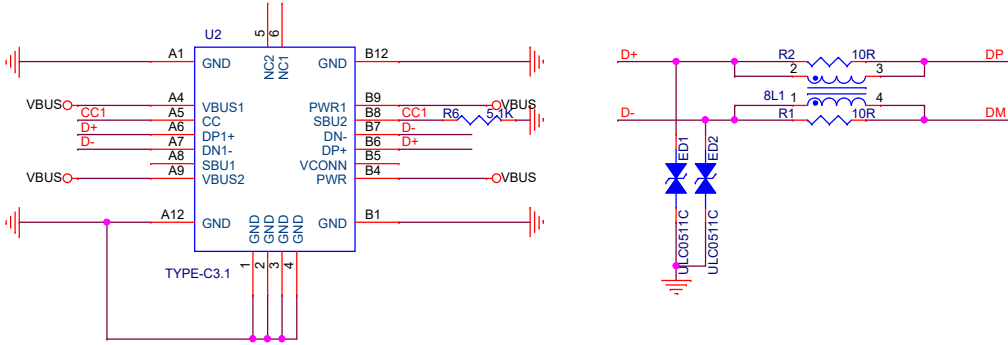 U2
5
6
NC2
NC1
A1
GND
GND
B12
VBUS
A4
VBUS1
PWR1
B9
VBUS
CC1
A5
CC
SBU2
B8
CC1
R6
5.1K
D+
A6
DP1+
DN-
B7
D-
D-
A7
DN1-
DP+
B6
D+
A8
SBU1
VCONN
B5
VBUS
A9
VBUS2
PWR
B4
VBUS
A12
GND
GND
GND
GND
GND
GND
B1
TYPE-C3.1
1
2
3
4
D+
R2
10R
DP
2
3
8L1
1
4
D-
R1
10R
DM
ED1
ED2
ULC0511C
ULC0511C